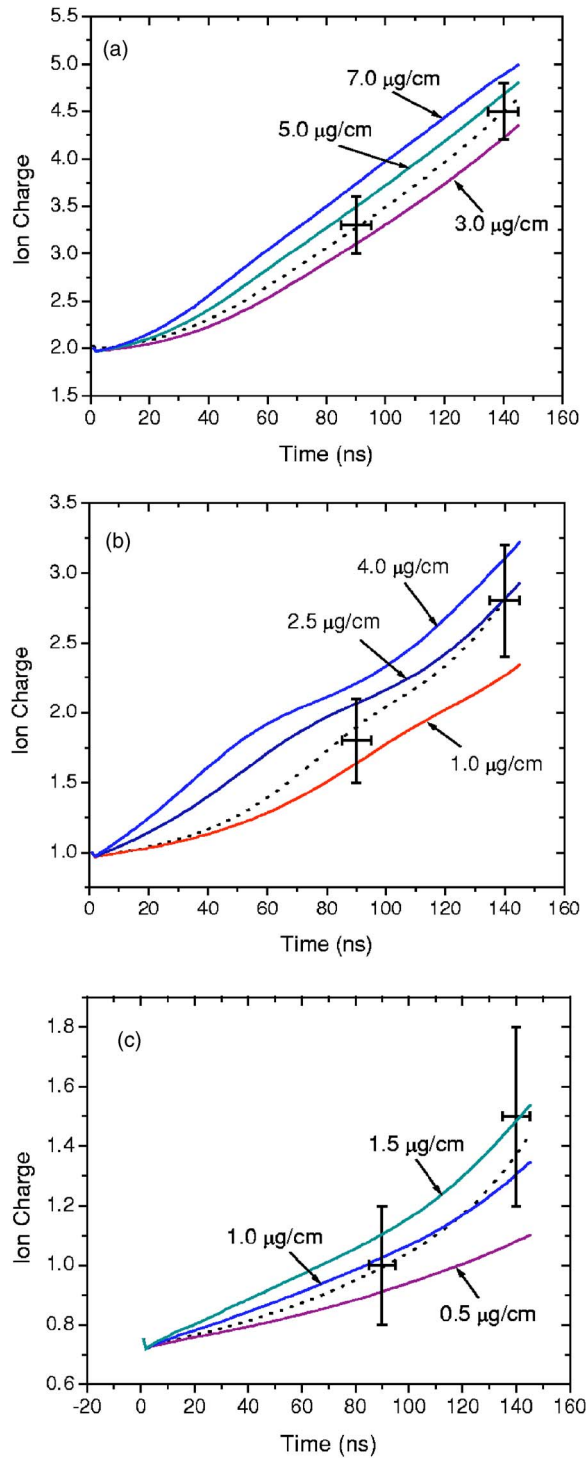 5.5
(a)
5.0
7.0 μg/cm
4.5
5.0 μg/cm
4.0
Ion Charge
3.5
3.0 μg/cm
3.0
2.5
2.0
1.5
0 20 40 60 80 100 120 140 160
Time (ns)
3.5
(b)
4.0 μg/cm
3.0
2.5 μg/cm
2.5
Ion Charge
2.0
1.0 μg/cm
1.5
1.0
0 20 40 60 80 100 120 140 160
Time (ns)
1.8
(c)
1.6
1.5 μg/cm
1.4
Ion Charge
1.2
1.0 μg/cm
1.0
0.5 μg/cm
0.8
0.6
-20 0 20 40 60 80 100 120 140 160
Time (ns)